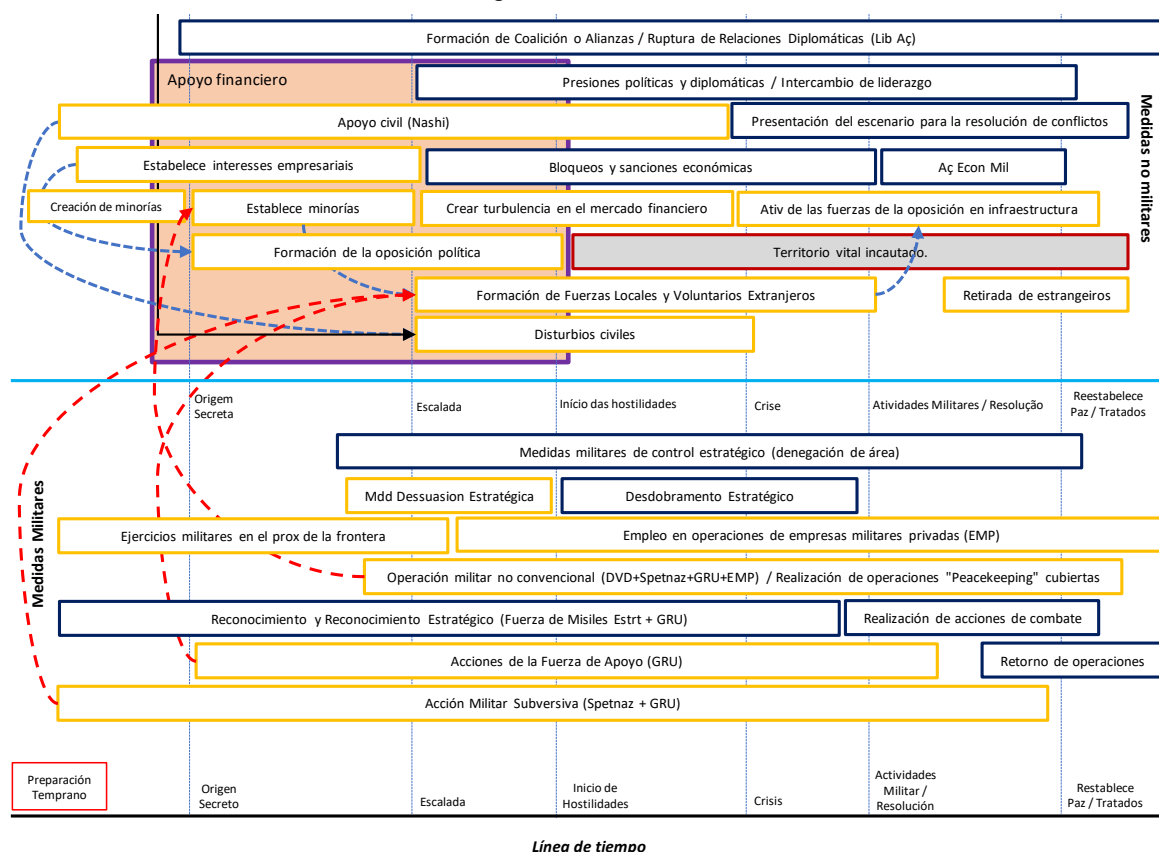 Formación de Coalición o Alianzas / Ruptura de Relaciones Diplomáticas (Lib Aç)
Apoyo financiero
Presiones políticas y diplomáticas / Intercambio de liderazgo
Apoyo civil (Nashi)
Presentación del escenario para la resolución de conflictos
Estabelece interesses empresariais
Bloqueos y sanciones económicas
Aç Econ Mil
Creación de minorías
Establece minorías
Crear turbulencia en el merado financiero
Ativ de las fuerzas de la oposición en infraestructura
Formación de la oposición política
Territorio vital incautado.
Formación de Fuerzas Locales y Voluntarios Extranjeros
Retirada de estrangeiros
Disturbios civiles
Medidas no militares
Origem
Secreta
Escalada
Início das hostilidades
Crise
Atividades Militares / Resolução
Reestabelece
Paz / Tratados
Medidas militares de control estratégico (denegación de área)
Mdd Dessuasion Estratégica
Desdobramento Estratégico
Ejercicios militares en el prox de la frontera
Empleo en operaciones de empresas militares privadas (EMP)
Operación militar no convencional (DVD+Spetnaz+GRU+EMP) / Realización de operaciones "Peacekeeping" cubiertas
Reconocimiento y Reconocimiento Estratégico (Fuerza de Misiles Estrt + GRU)
Realización de acciones de combate
Acciones de la Fuerza de Apoyo (GRU)
Retorno de operaciones
Acción Militar Subversiva (Spetnaz + GRU)
Medidas Militares
Preparación
Temprano
Origen
Secreto
Escalada
Inicio de
Hostilidades
Crisis
Actividades
Militar /
Resolución
Restablece
Paz / Tratados
Línea de tiempo